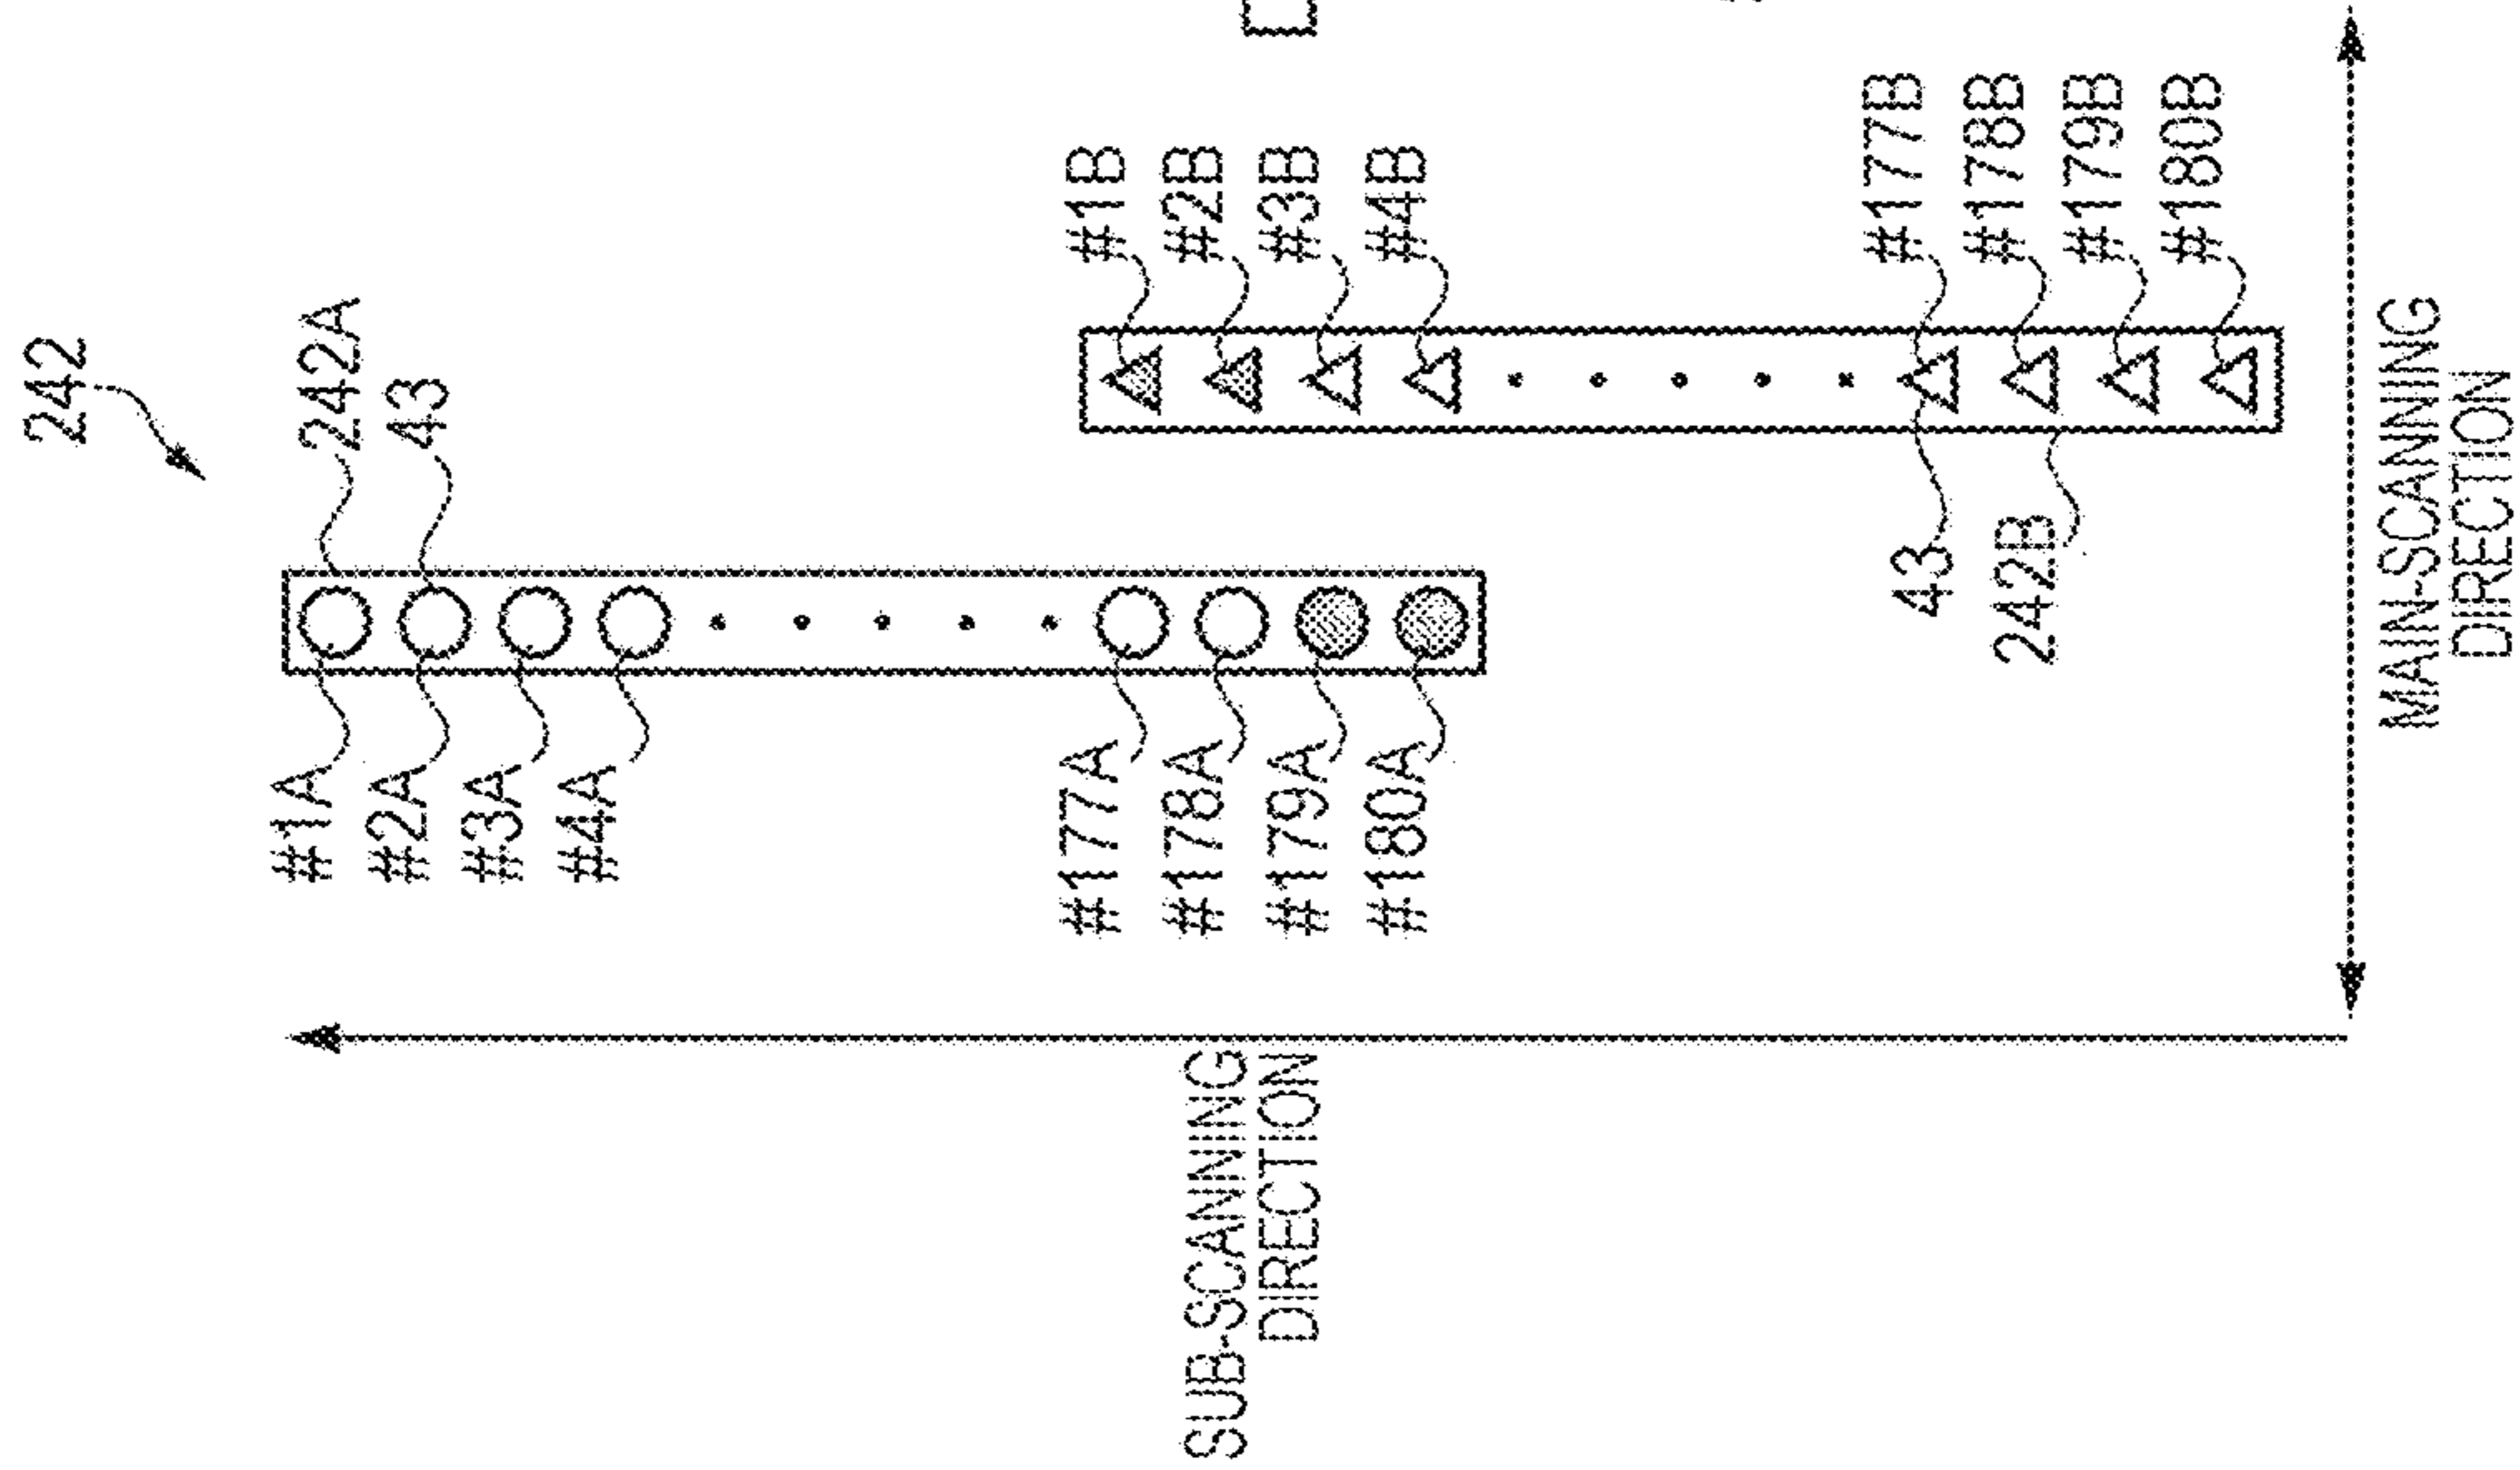 242
242A
43
#1A
#2A
#3A
#4A
#177A
#178A
#179A
#180A
#1B
#2B
#3B
#4B
#177B
#178B
#179B
#180B
43
242B
SUB-SCANNING
DIRECTION
MAIN-SCANNING
DIRECTION